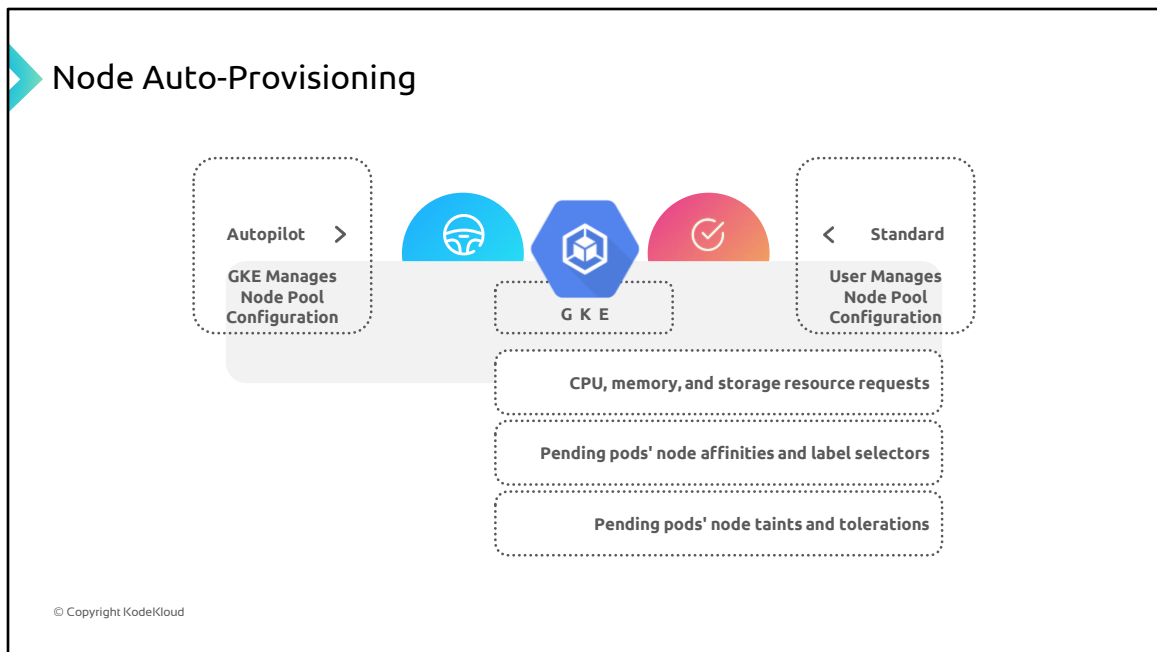 Node Auto-Provisioning
Autopilot
GKE Manages
Node Pool
Configuration
G K E
Standard
User Manages
Node Pool
Configuration
CPU, memory, and storage resource requests
Pending pods' node affinities and label selectors
Pending pods' node taints and tolerations
© Copyright KodeKloud